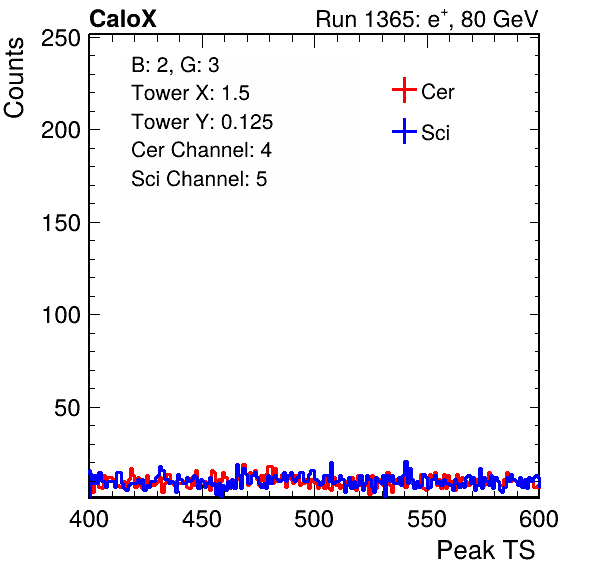 CaloX Run 1365: e⁺, 80 GeV
Counts
250
200
150
100
50
B: 2, G: 3
Tower X: 1.5
Tower Y: 0.125
Cer Channel: 4
Sci Channel: 5
Cer
Sci
400 450 500 550 600
Peak TS